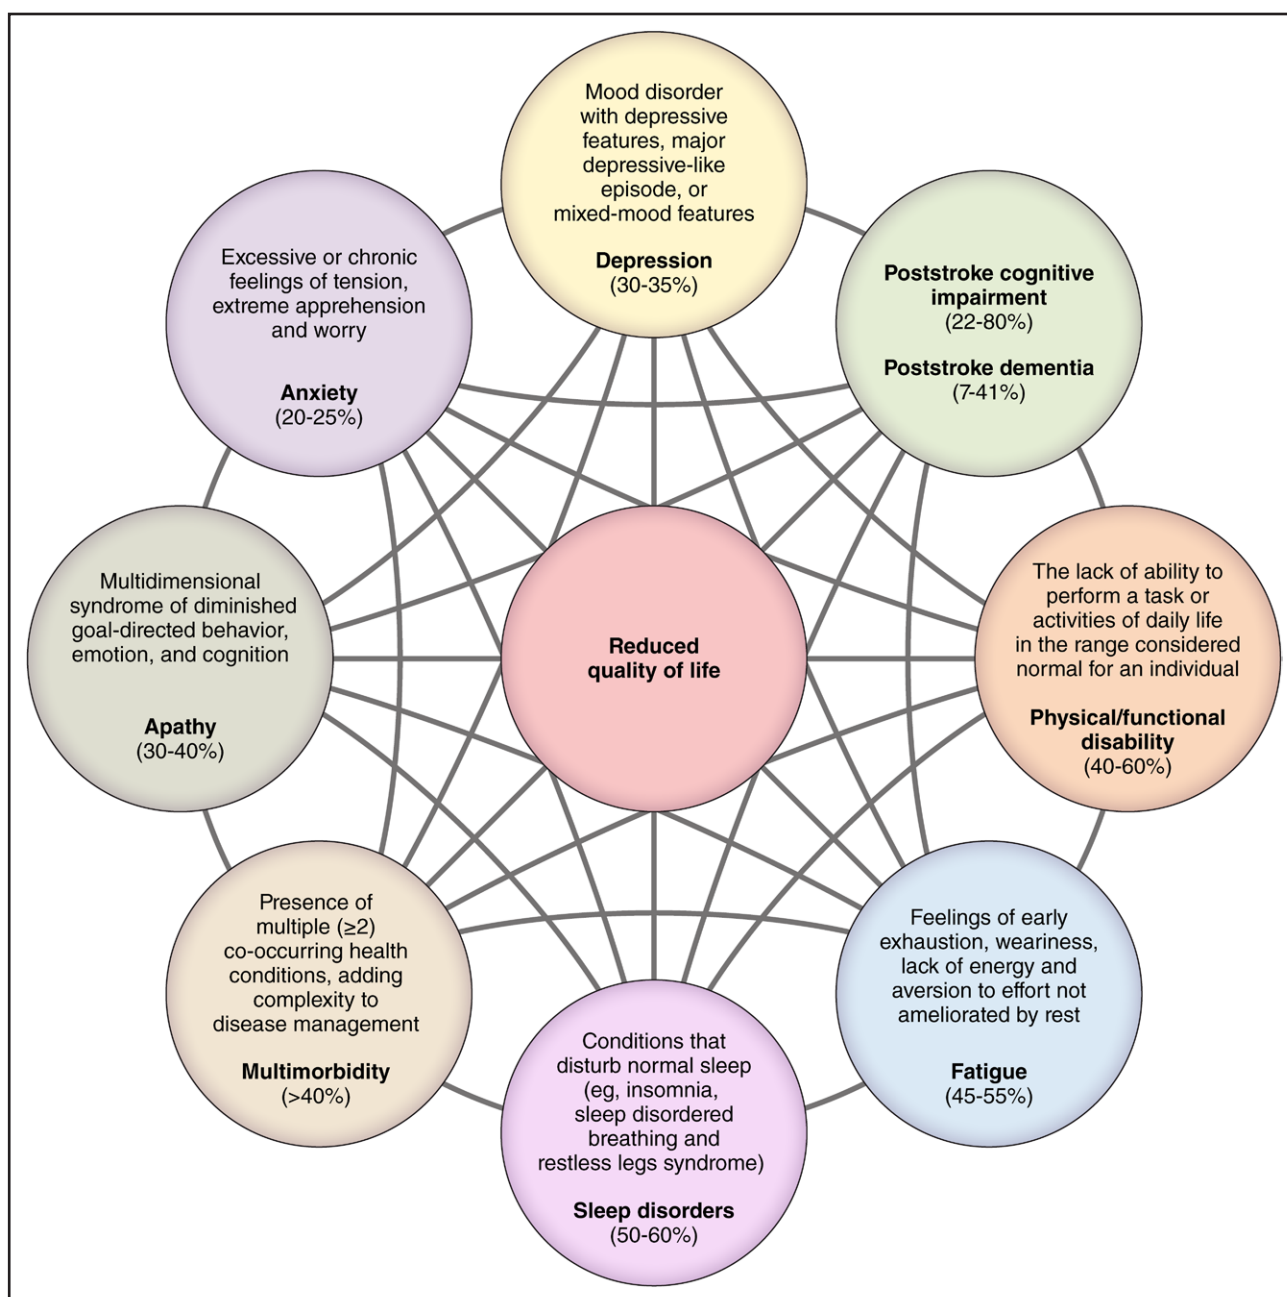 Mood disorder
with depressive
features, major
depressive-like
episode, or
mixed-mood features
Depression
(30-35%)
Poststroke cognitive
impairment
(22-80%)
Poststroke dementia
(7-41%)
The lack of ability to
perform a task or
activities of daily life
in the range considered
normal for an individual
Physical/functional
disability
(40-60%)
Feelings of early
exhaustion, weariness,
lack of energy and
aversion to effort not
ameliorated by rest
Fatigue
(45-55%)
Conditions that
disturb normal sleep
(eg, insomnia,
sleep disordered
breathing and
restless legs syndrome)
Sleep disorders
(50-60%)
Presence of
multiple (≥2)
co-occurring health
conditions, adding
complexity to
disease management
Multimorbidity
(>40%)
Multidimensional
syndrome of diminished
goal-directed behavior,
emotion, and cognition
Apathy
(30-40%)
Excessive or chronic
feelings of tension,
extreme apprehension
and worry
Anxiety
(20-25%)
Reduced
quality of life